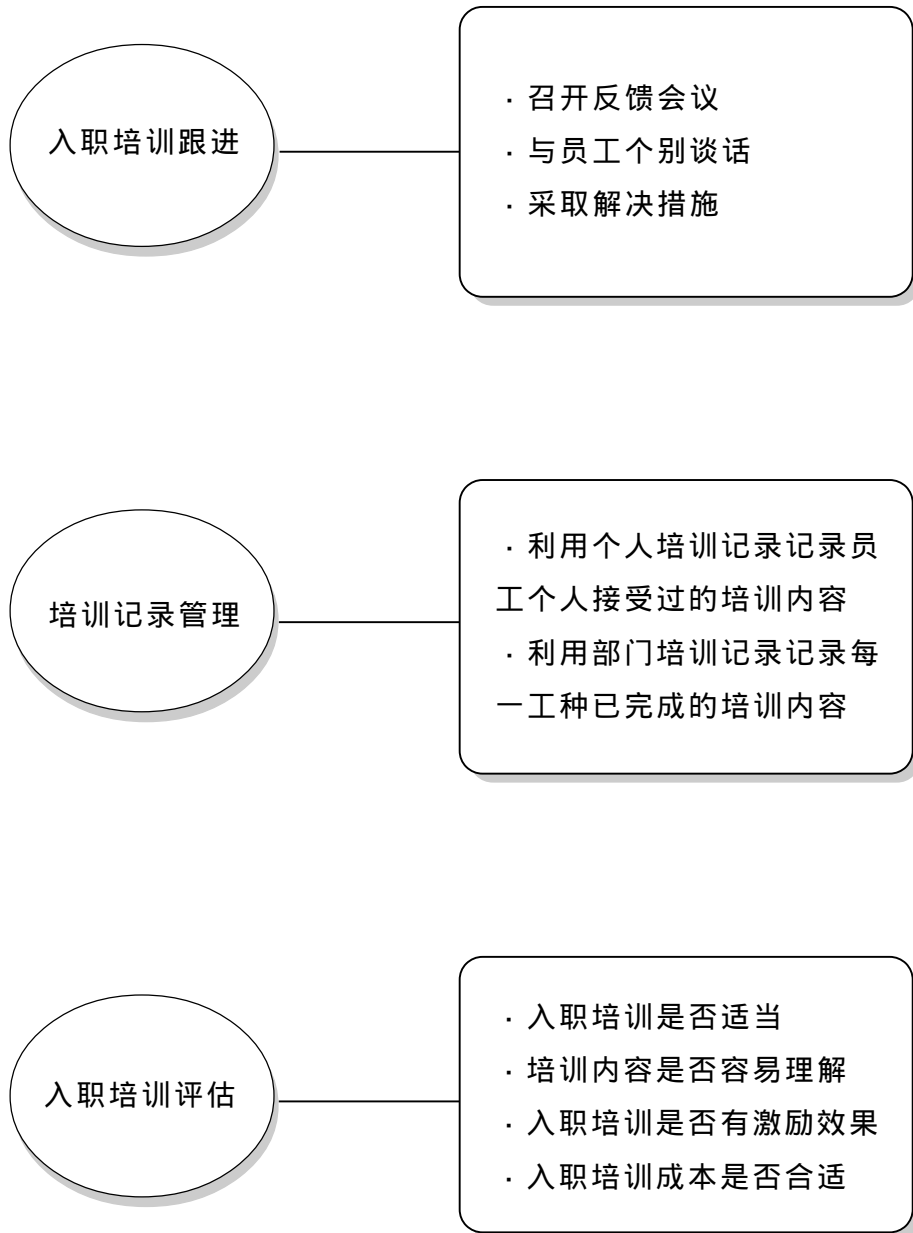 入职培训跟进
·召开反馈会议
·与员工个别谈话
·采取解决措施
培训记录管理
·利用个人培训记录记录员
工个人接受过的培训内容
·利用部门培训记录记录每
一工种已完成的培训内容
入职培训评估
·入职培训是否适当
·培训内容是否容易理解
·入职培训是否有激励效果
·入职培训成本是否合适